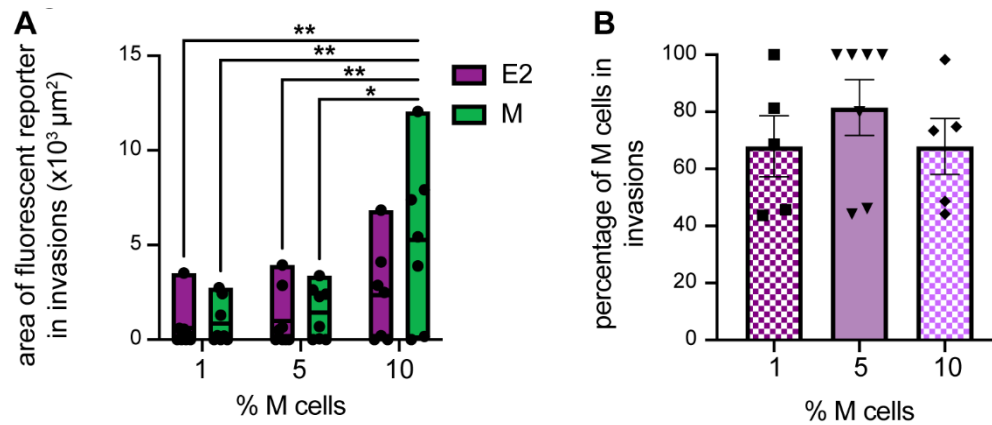 A
area of fluorescent reporter
in invasions (x10³ µm²)
15
10
5
0
**
**
**
*
E2
M
1 5 10
% M cells
B
percentage of M cells in
invasions
100
80
60
40
20
0
1 5 10
% M cells